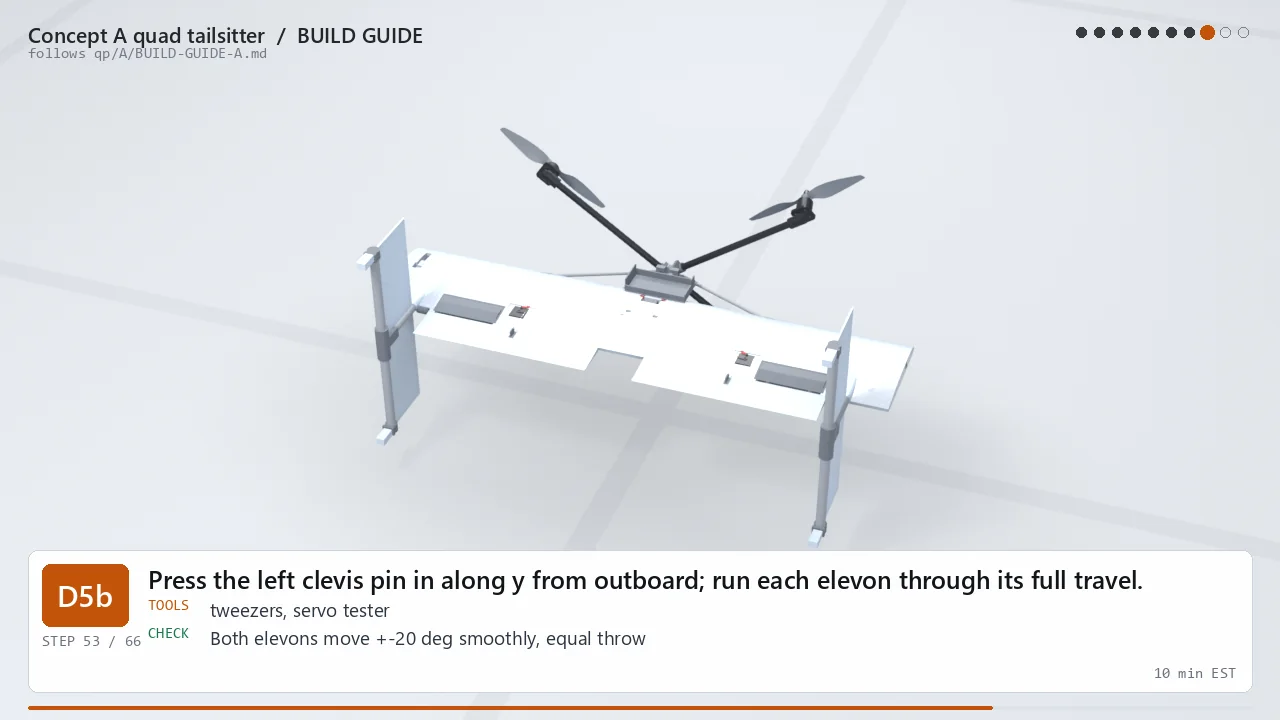 Concept A quad tailsitter / BUILD GUIDE
follows qp/A/BUILD-GUIDE-A.md
D5b
STEP 53 / 66
Press the left clevis pin in along y from outboard; run each elevon through its full travel.
TOOLS tweezers, servo tester
CHECK Both elevons move +-20 deg smoothly, equal throw
10 min EST